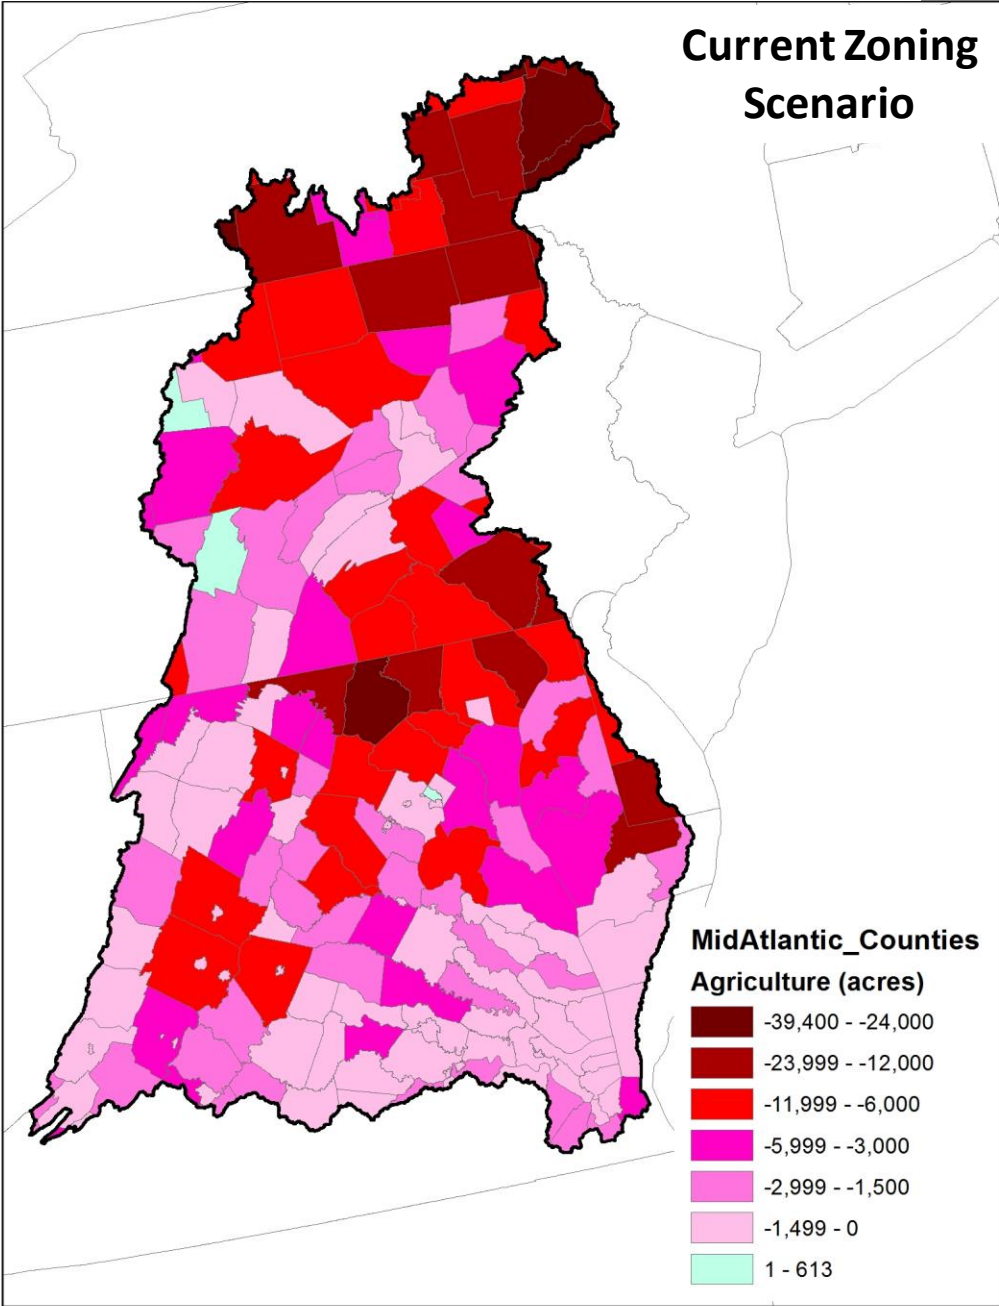 Current Zoning
Scenario
MidAtlantic_Counties
Agriculture (acres)
-39,400 - -24,000
-23,999 - -12,000
-11,999 - -6,000
-5,999 - -3,000
-2,999 - -1,500
-1,499 - 0
1 - 613